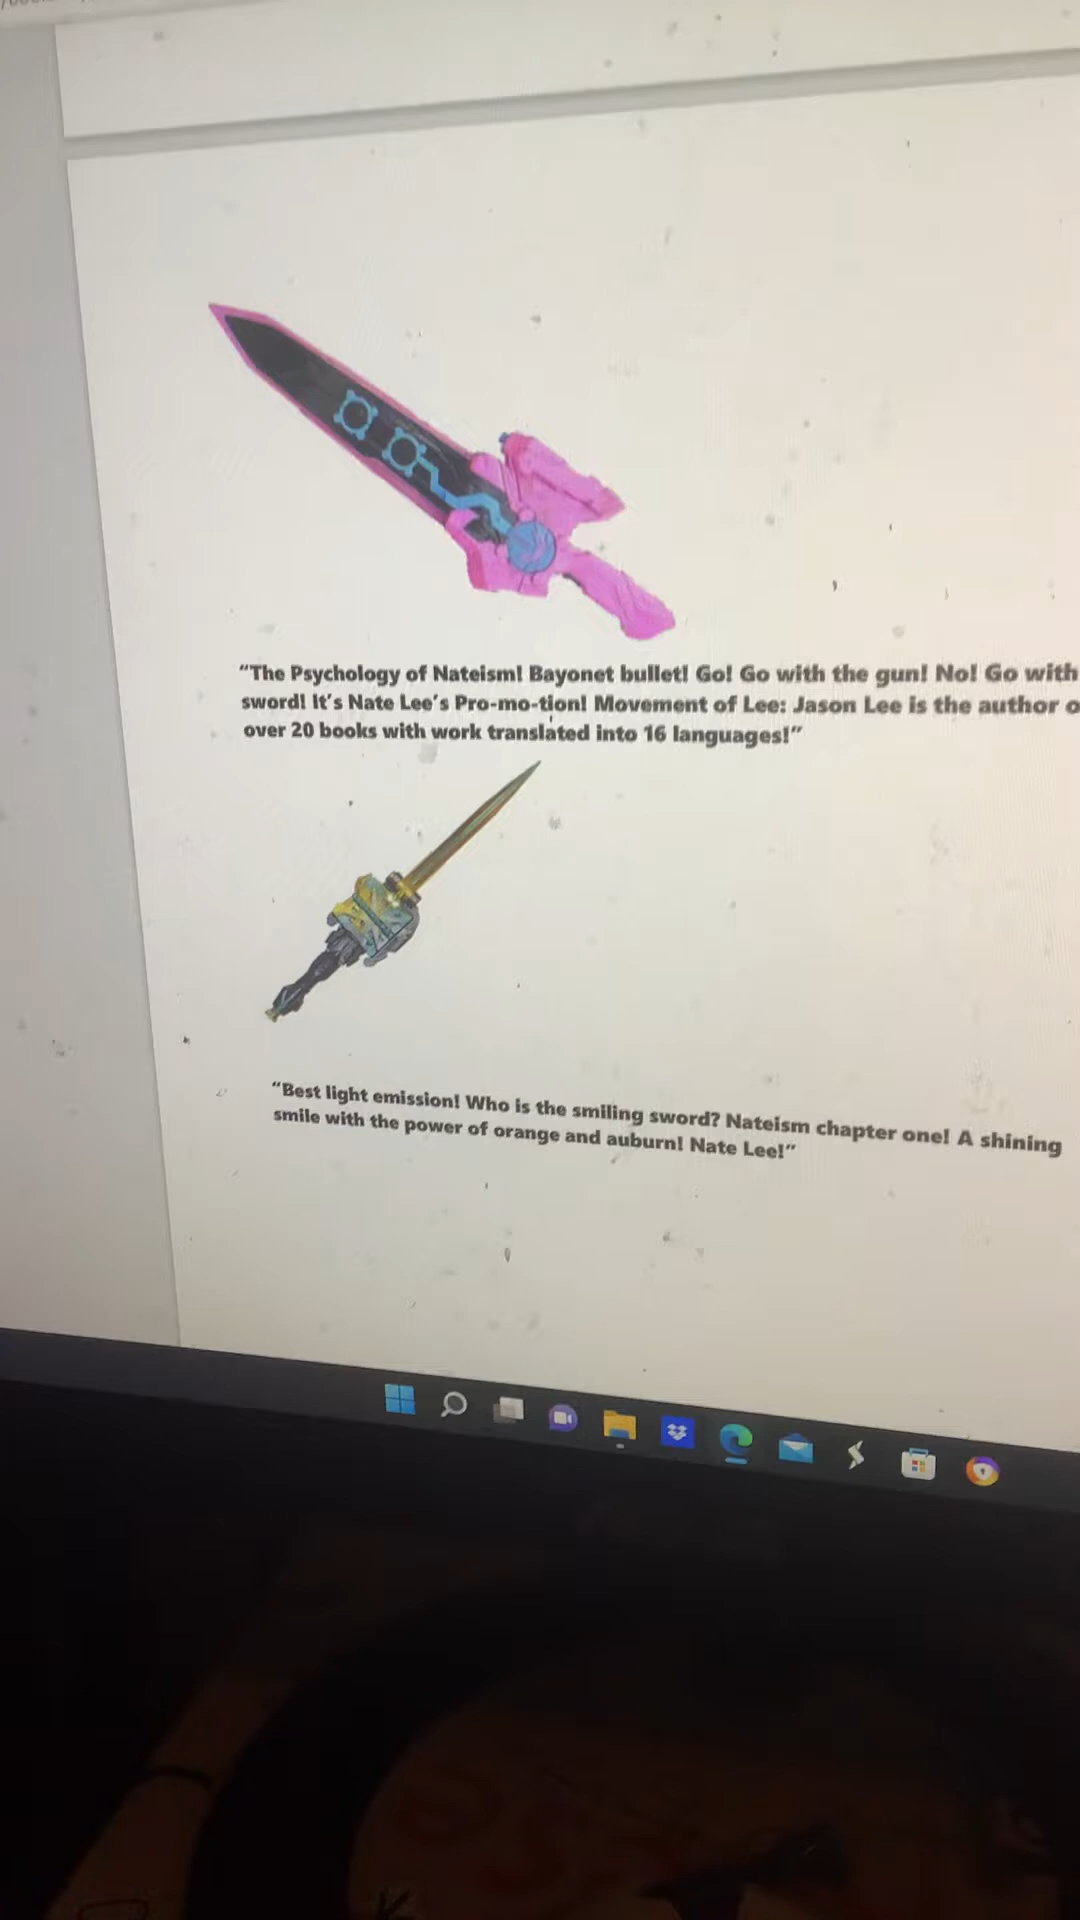 “The Psychology of Nateism! Bayonet bullet! Go! Go with the gun! No! Go with
sword! It’s Nate Lee’s Pro-mo-tion! Movement of Lee: Jason Lee is the author
over 20 books with work translated into 16 languages!”
“Best light emission! Who is the smiling sword? Nateism chapter one! A shining
smile with the power of orange and auburn! Nate Lee!”